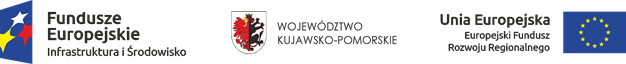 Fundusze
Europejskie
Infrastruktura i Środowisko
WOJEWÓDZTWO
KUJAWSKO-POMORSKIE
Unia Europejska
Europejski Fundusz
Rozwoju Regionalnego